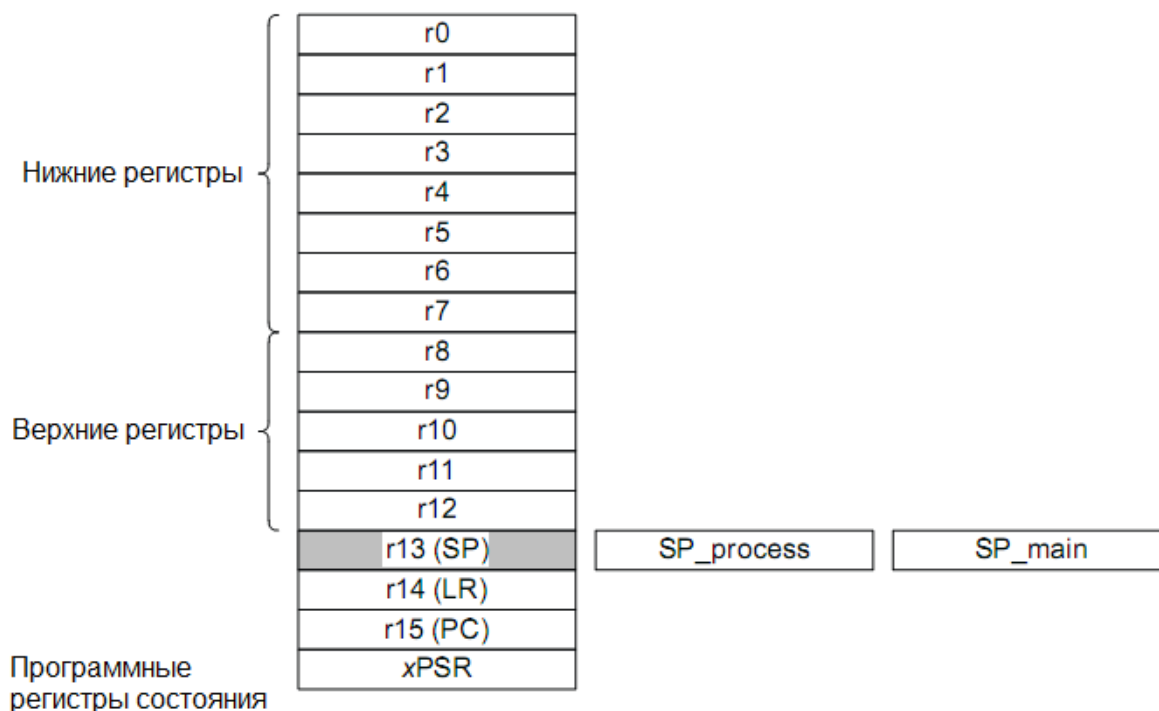 r0
r1
r2
r3
Нижние регистры
r4
r5
r6
r7
r8
r9
Верхние регистры
r10
r11
r12
r13 (SP) SP_process SP_main
r14 (LR)
r15 (PC)
Программные
регистры состояния
xPSR